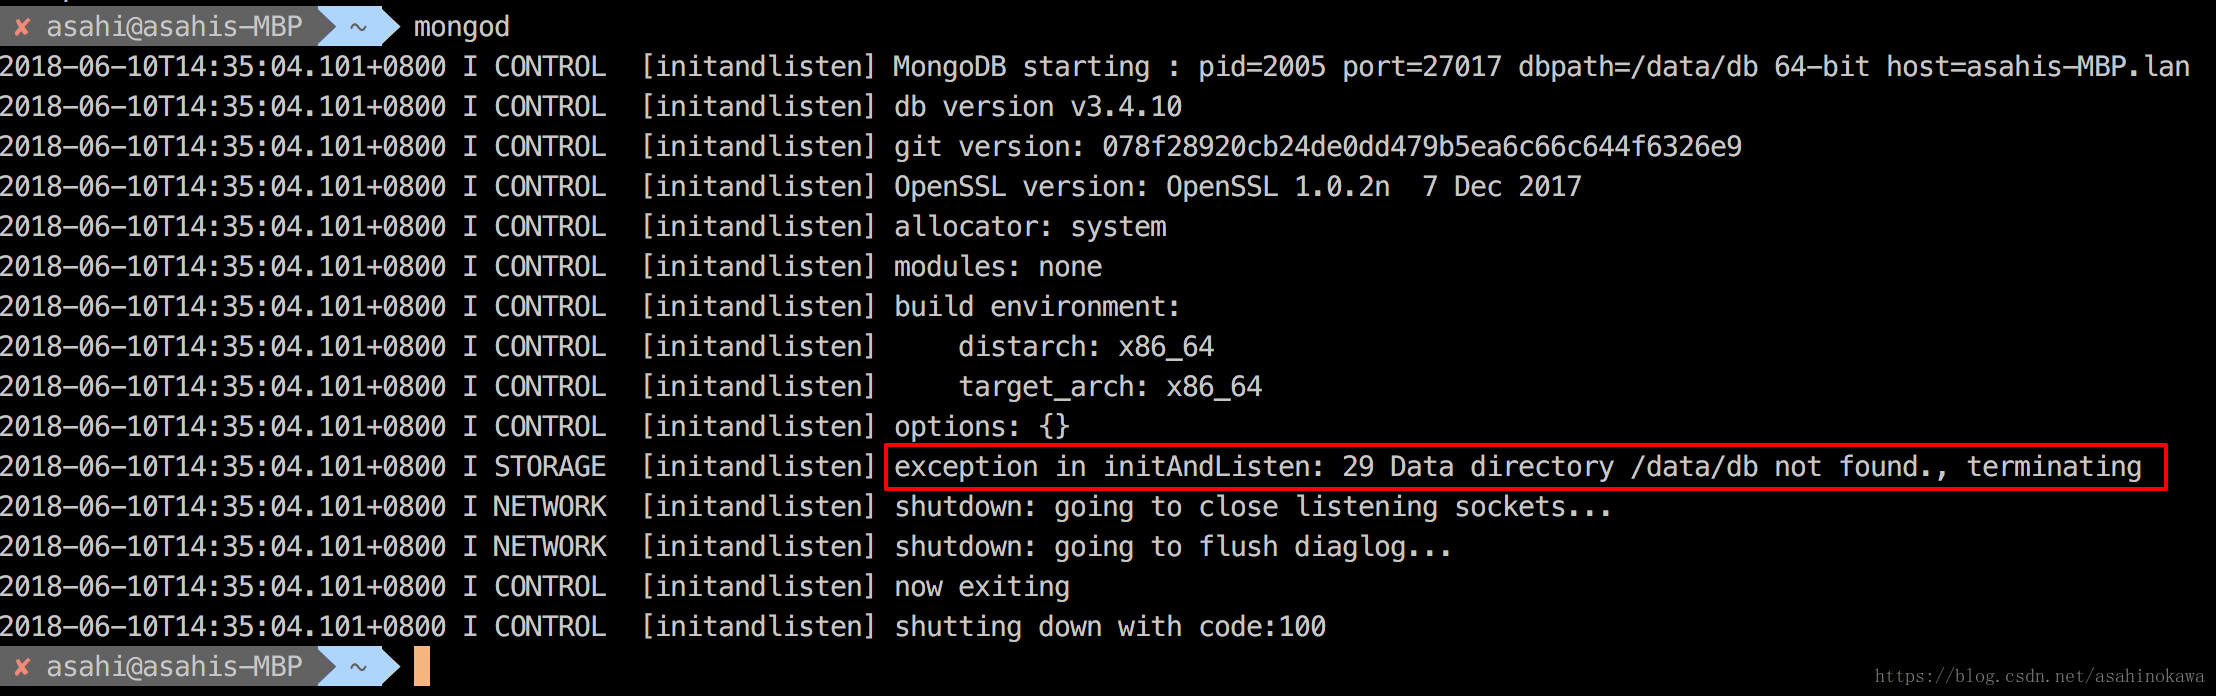 ✘ asahi@asahis-MBP ~ mongod
2018-06-10T14:35:04.101+0800 I CONTROL  [initandlisten] MongoDB starting : pid=2005 port=27017 dbpath=/data/db 64-bit host=asahis-MBP.lan
2018-06-10T14:35:04.101+0800 I CONTROL  [initandlisten] db version v3.4.10
2018-06-10T14:35:04.101+0800 I CONTROL  [initandlisten] git version: 078f28920cb24de0dd479b5ea6c66c644f6326e9
2018-06-10T14:35:04.101+0800 I CONTROL  [initandlisten] OpenSSL version: OpenSSL 1.0.2n  7 Dec 2017
2018-06-10T14:35:04.101+0800 I CONTROL  [initandlisten] allocator: system
2018-06-10T14:35:04.101+0800 I CONTROL  [initandlisten] modules: none
2018-06-10T14:35:04.101+0800 I CONTROL  [initandlisten] build environment:
2018-06-10T14:35:04.101+0800 I CONTROL  [initandlisten]     distarch: x86_64
2018-06-10T14:35:04.101+0800 I CONTROL  [initandlisten]     target_arch: x86_64
2018-06-10T14:35:04.101+0800 I CONTROL  [initandlisten] options: {}
2018-06-10T14:35:04.101+0800 I STORAGE  [initandlisten] exception in initAndListen: 29 Data directory /data/db not found., terminating
2018-06-10T14:35:04.101+0800 I NETWORK  [initandlisten] shutdown: going to close listening sockets...
2018-06-10T14:35:04.101+0800 I NETWORK  [initandlisten] shutdown: going to flush diaglog...
2018-06-10T14:35:04.101+0800 I CONTROL  [initandlisten] now exiting
2018-06-10T14:35:04.101+0800 I CONTROL  [initandlisten] shutting down with code:100
✘ asahi@asahis-MBP ~
https://blog.csdn.net/asahinokawa